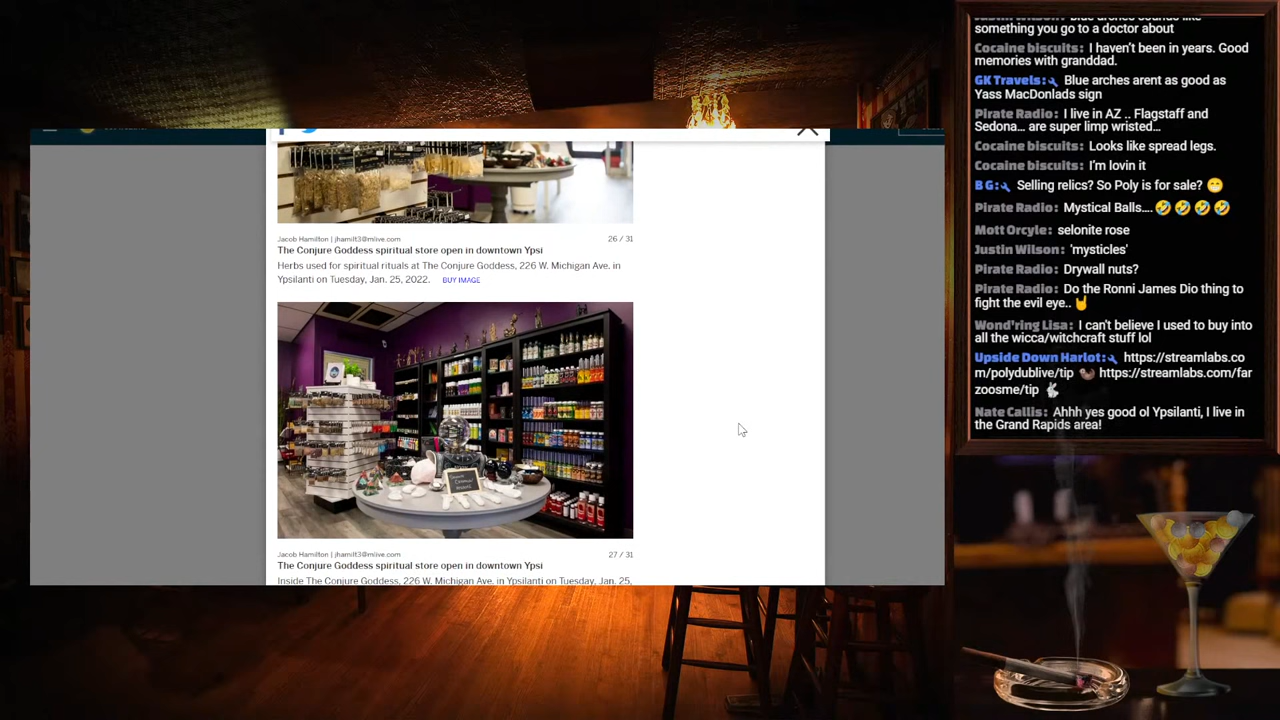 Jacob Hamilton | jhamilt3@mlive.com
26 / 31
The Conjure Goddess spiritual store open in downtown Ypsi
Herbs used for spiritual rituals at The Conjure Goddess, 226 W. Michigan Ave. in
Ypsilanti on Tuesday, Jan. 25, 2022. BUY IMAGE
Jacob Hamilton | jhamilt3@mlive.com
27 / 31
The Conjure Goddess spiritual store open in downtown Ypsi
Inside The Conjure Goddess, 226 W. Michigan Ave. in Ypsilanti on Tuesday, Jan. 25,
something you go to a doctor about
Cocaine biscuits: I haven't been in years. Good
memories with granddad.
GK Travels: Blue arches arent as good as
Yass MacDonlads sign
Pirate Radio: I live in AZ .. Flagstaff and
Sedona... are super limp wristed...
Cocaine biscuits: Looks like spread legs.
Cocaine biscuits: I'm lovin it
B G: Selling relics? So Poly is for sale? 😁
Pirate Radio: Mystical Balls.... 🤣 🤣 🤣 🤣
Mott Orcyle: selonite rose
Justin Wilson: 'mysticles'
Pirate Radio: Drywall nuts?
Pirate Radio: Do the Ronni James Dio thing to
fight the evil eye.. 🤘
Wond'ring Lisa: I can't believe I used to buy into
all the wicca/witchcraft stuff lol
Upside Down Harlot: https://streamlabs.co
m/polydublive/tip https://streamlabs.com/far
zoosme/tip
Nate Callis: Ahhh yes good ol Ypsilanti, I live in
the Grand Rapids area!